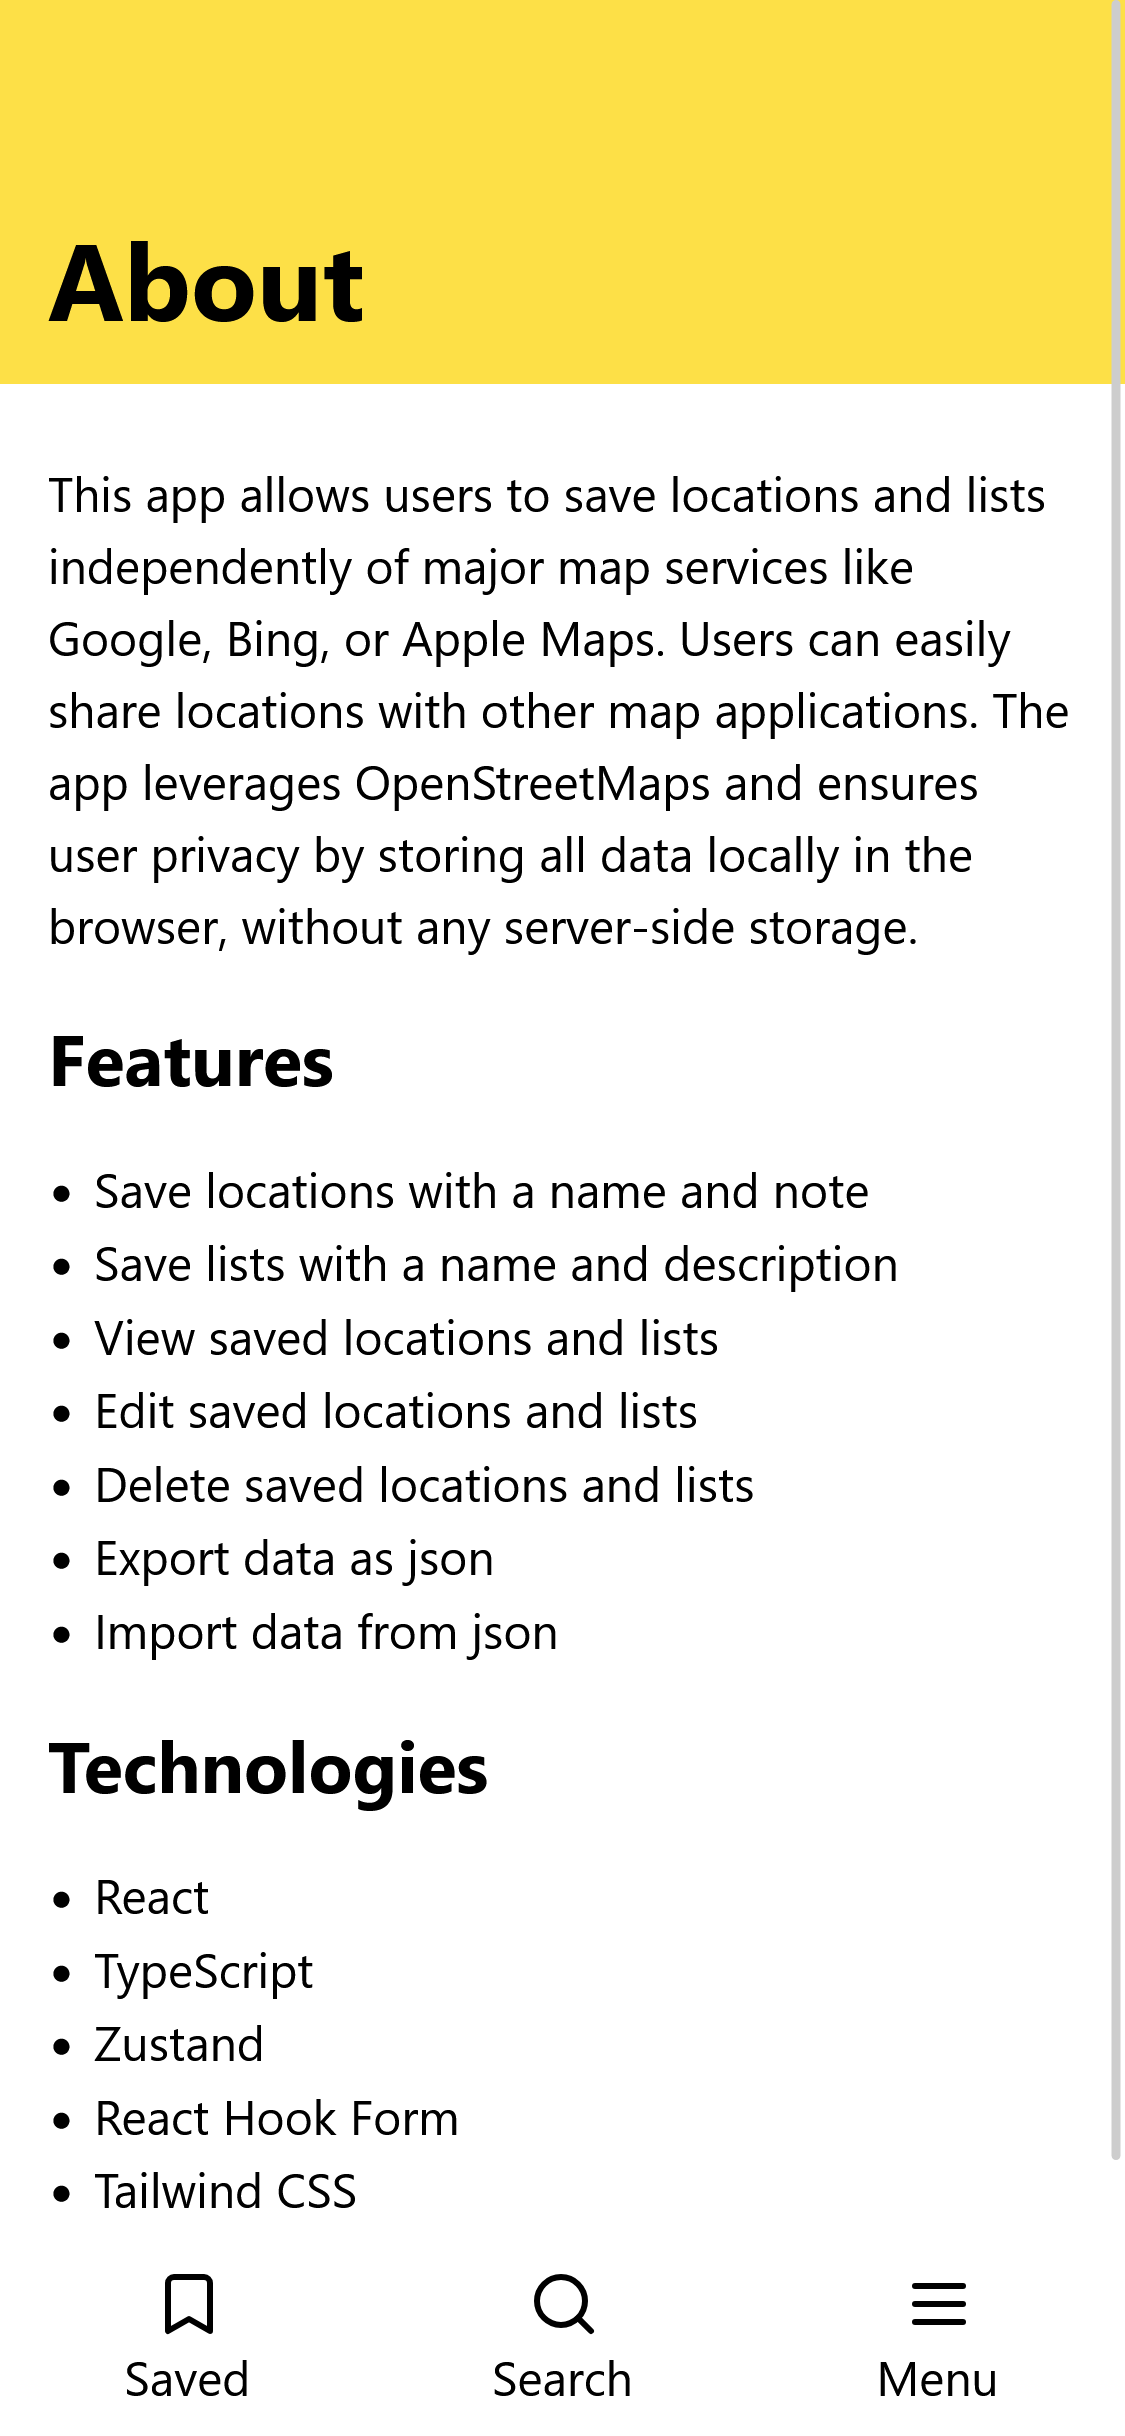 About
This app allows users to save locations and lists
independently of major map services like
Google, Bing, or Apple Maps. Users can easily
share locations with other map applications. The
app leverages OpenStreetMaps and ensures
user privacy by storing all data locally in the
browser, without any server-side storage.
Features
• Save locations with a name and note
• Save lists with a name and description
• View saved locations and lists
• Edit saved locations and lists
• Delete saved locations and lists
• Export data as json
• Import data from json
Technologies
• React
• TypeScript
• Zustand
• React Hook Form
• Tailwind CSS
Saved Search Menu